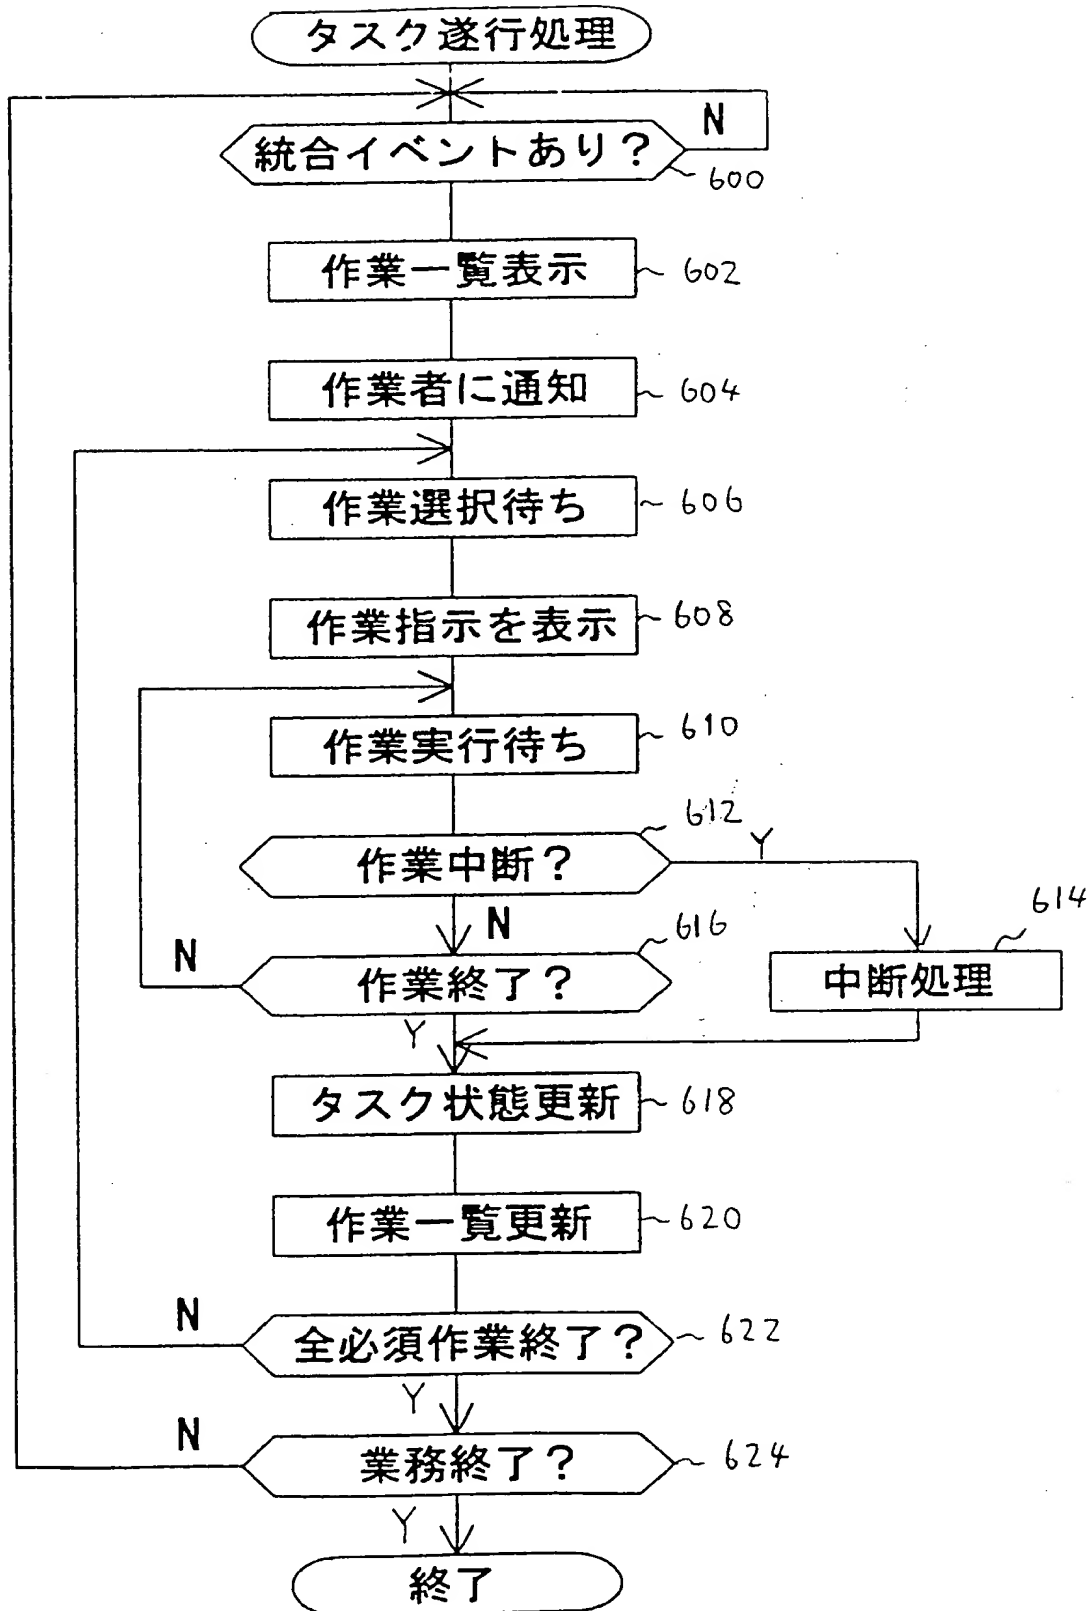 タスク遂行処理
N
統合イベントあり?
600
作業一覧表示
602
作業者に通知
604
作業選択待ち
606
作業指示を表示
608
作業実行待ち
610
612
作業中断?
Y
N
614
616
N
作業終了?
中断処理
Y
タスク状態更新
618
作業一覧更新
620
N
全必須作業終了?
622
Y
N
業務終了?
624
Y
終了